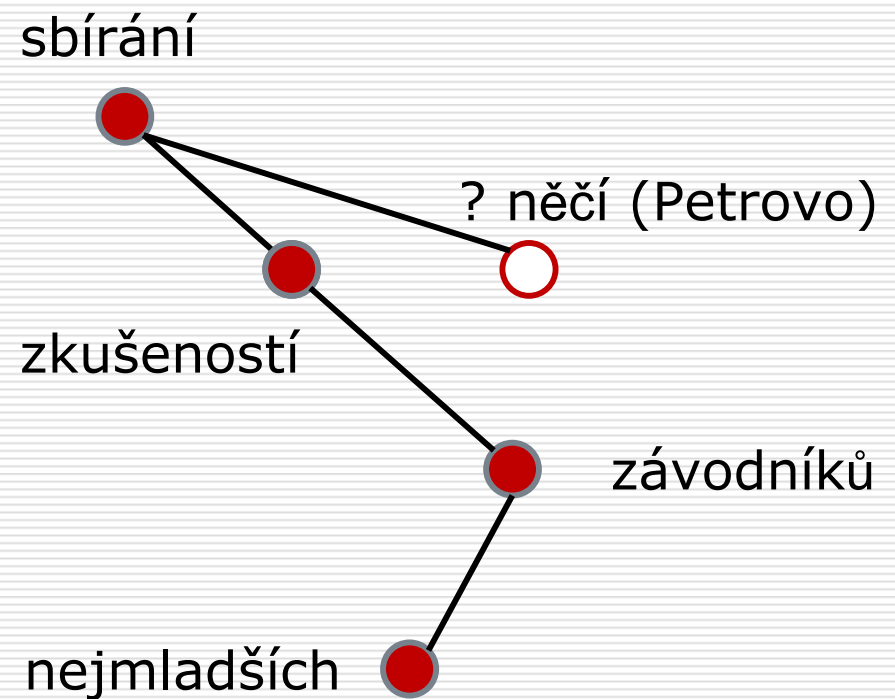 sbírání
? něčí (Petrovo)
zkušeností
závodníků
nejmladších